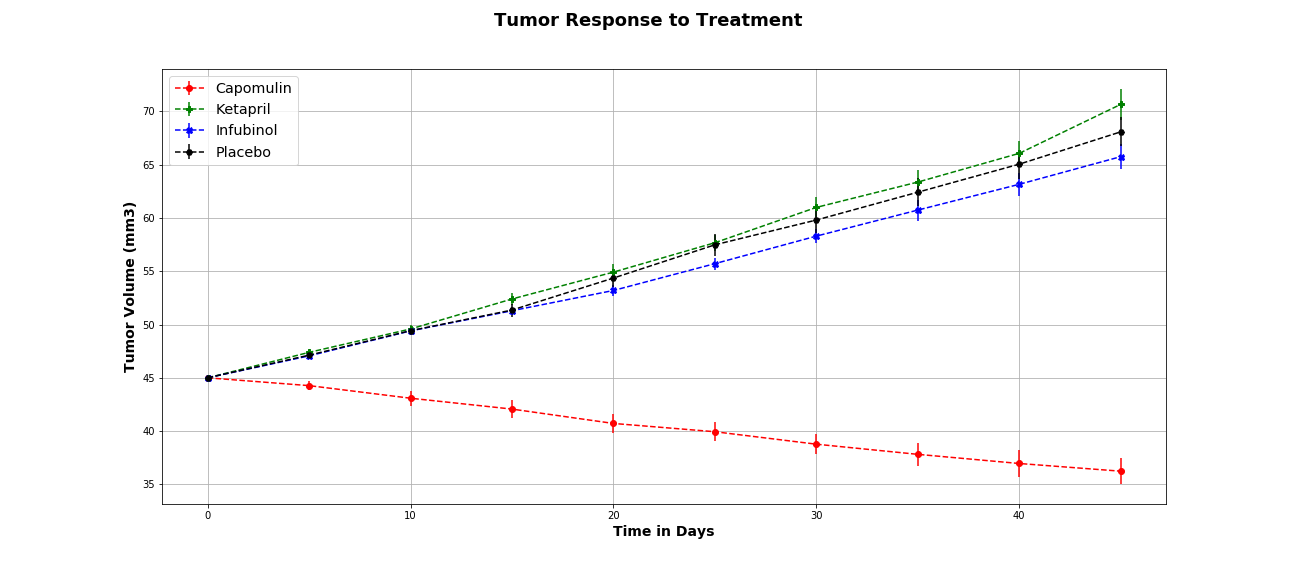 Tumor Response to Treatment
Capomulin
Ketapril
Infubinol
Placebo
Tumor Volume (mm3)
70
65
60
55
50
45
40
35
0 10 20 30 40
Time in Days